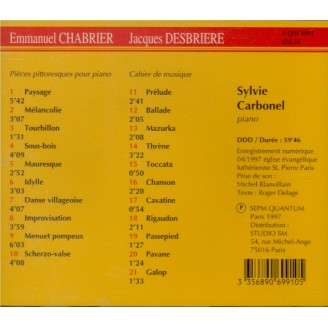 Emmanuel CHABRIER
Jacques DESBRIERE
Pièces pittoresques pour piano
1 Paysage
5'42
2 Mélancolie
3'07
3 Tourbillon
1'31
4 Sous-bois
4'09
5 Mauresque
2'52
6 Idylle
3'03
7 Danse villageoise
4'07
8 Improvisation
3'59
9 Menuet pompeux
6'03
10 Scherzo-valse
4'08
Cahier de musique
11 Prélude
2'41
12 Ballade
2'05
13 Mazurka
2'08
14 Thrène
3'22
15 Toccata
0'50
16 Chanson
2'20
17 Cavatine
0'54
18 Rigaudon
2'11
19 Passepied
1'27
20 Pavane
1'24
21 Galop
1'33
Sylvie
Carbonel
piano
DDD / Durée : 59'46
Enregistrement numérique
04/1997 église évangélique
luthérienne St. Pierre Paris
Prise de son :
Michel Blanvillain
Texte : Roger Delage
P SEPM QUANTUM
Paris 1997
Distribution :
STUDIO SM
54, rue Michel-Ange
75016 Paris
3 356890 699105